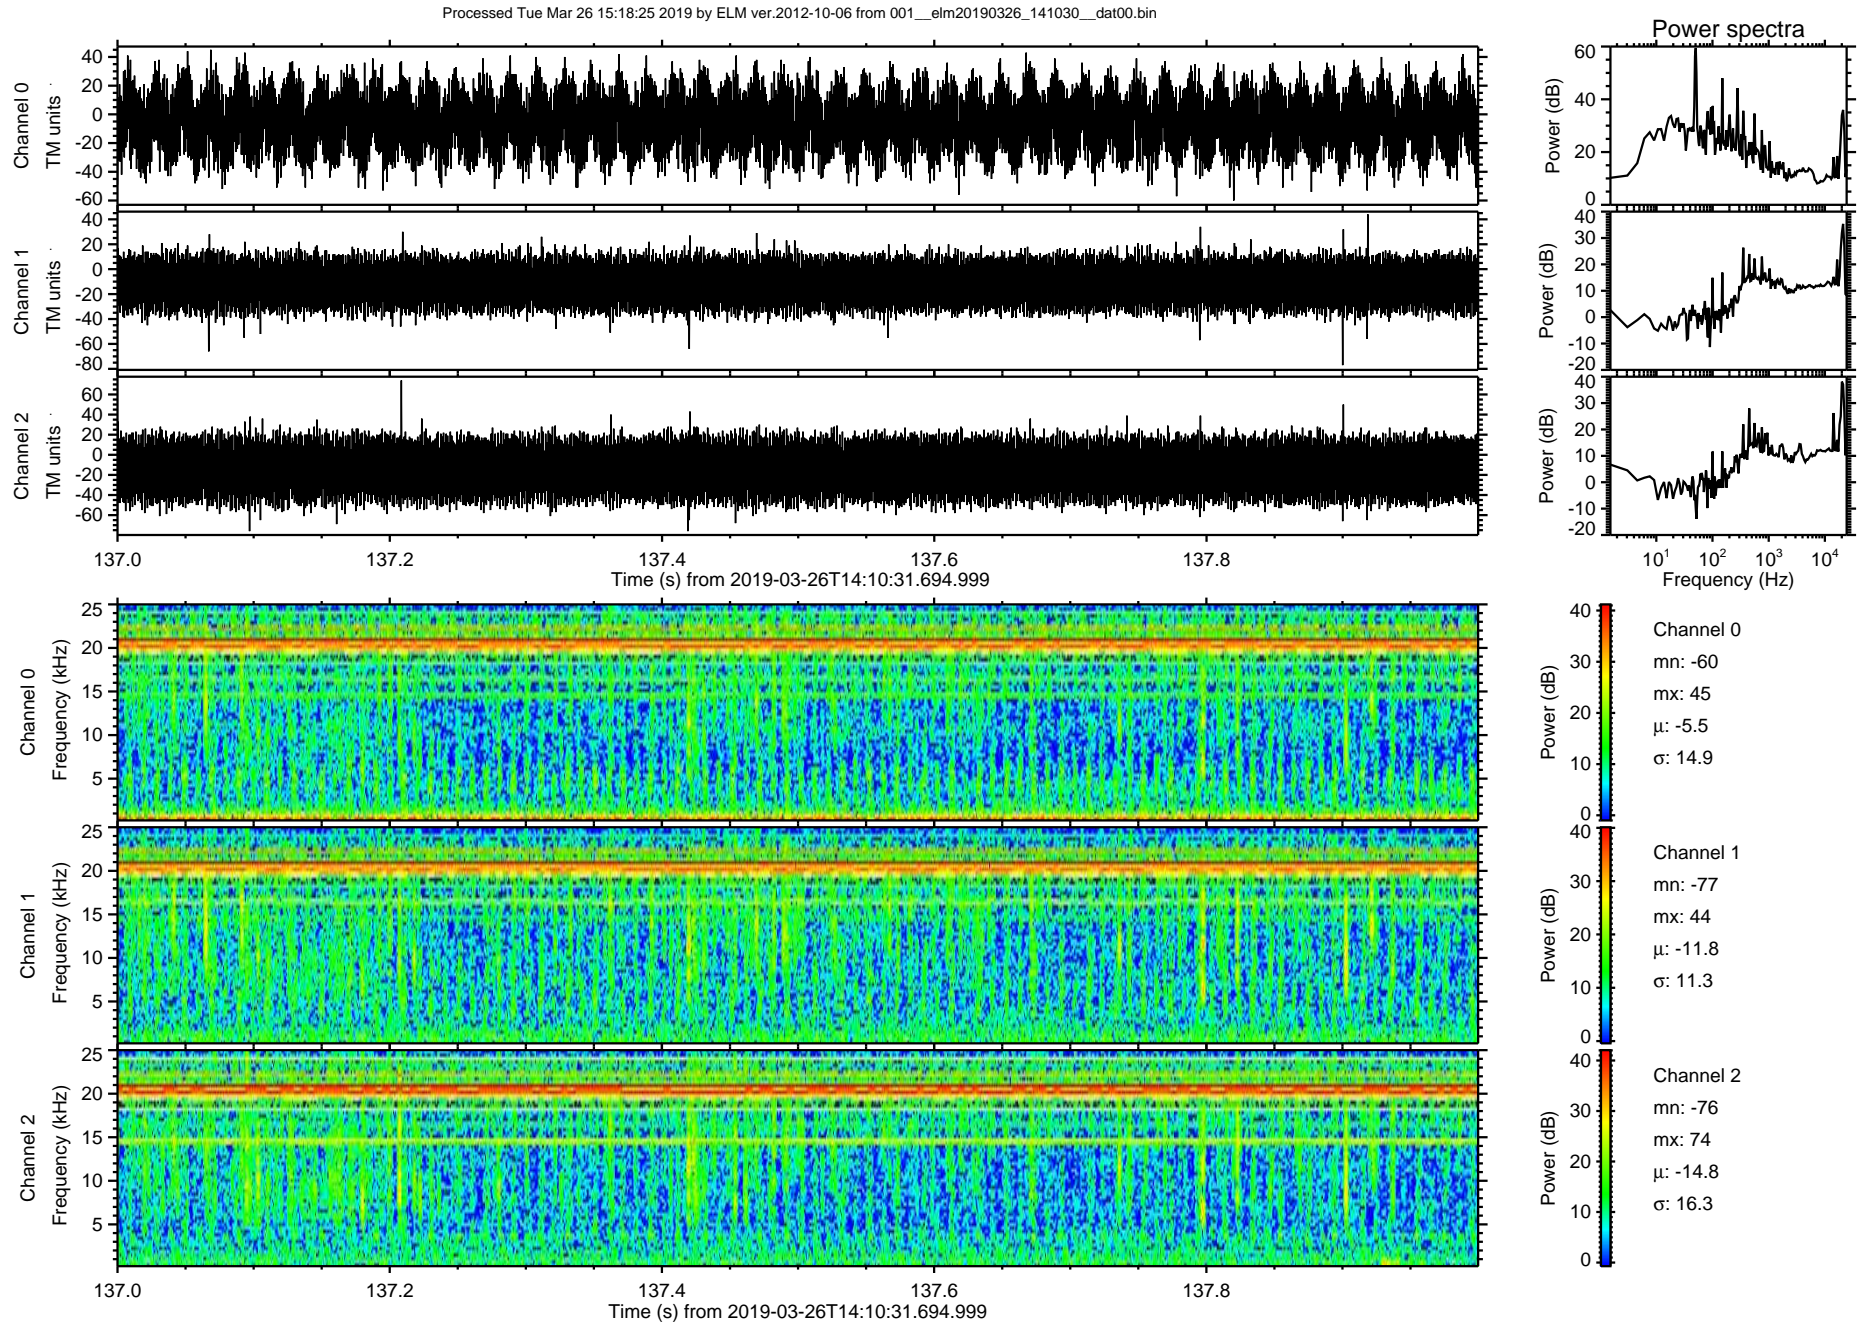 Processed Tue Mar 26 15:18:25 2019 by ELM ver.2012-10-06 from 001__elm20190326_141030__dat00.bin
Power spectra
Channel 0
TM units
40
20
0
-20
-40
-60
Power (dB)
60
40
20
0
Channel 1
TM units
40
20
0
-20
-40
-60
-80
Power (dB)
40
30
20
10
0
-10
-20
Channel 2
TM units
60
40
20
0
-20
-40
-60
Power (dB)
40
30
20
10
0
-10
-20
137.0 137.2 137.4 137.6 137.8
Time (s) from 2019-03-26T14:10:31.694.999
10¹ 10² 10³ 10⁴
Frequency (Hz)
Channel 0
Frequency (kHz)
25
20
15
10
5
Power (dB)
40
30
20
10
0
Channel 0
mn: -60
mx: 45
μ: -5.5
σ: 14.9
Channel 1
Frequency (kHz)
25
20
15
10
5
Power (dB)
40
30
20
10
0
Channel 1
mn: -77
mx: 44
μ: -11.8
σ: 11.3
Channel 2
Frequency (kHz)
25
20
15
10
5
Power (dB)
40
30
20
10
0
Channel 2
mn: -76
mx: 74
μ: -14.8
σ: 16.3
137.0 137.2 137.4 137.6 137.8
Time (s) from 2019-03-26T14:10:31.694.999